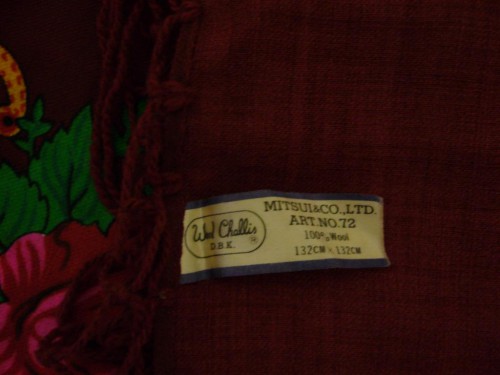 Wool Challis ®
D.B.K.
MITSUI&CO.,LTD.
ART.NO.72
100% Wool
132CM × 132CM